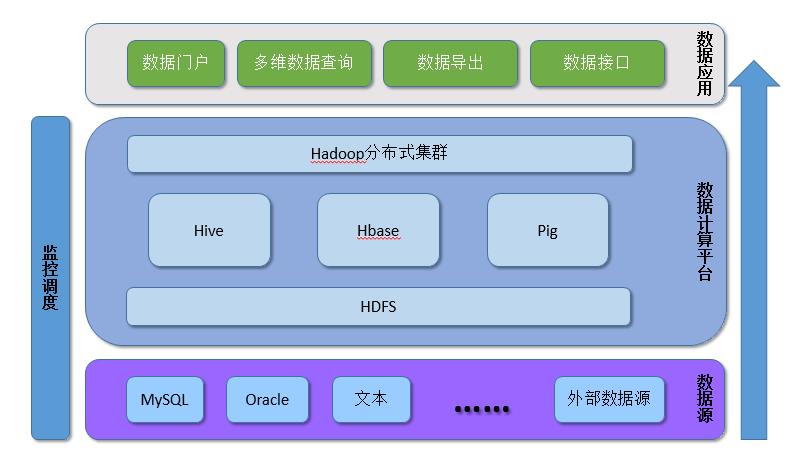 数据门户
多维数据查询
数据导出
数据接口
数据应用
Hadoop分布式集群
Hive
Hbase
Pig
HDFS
数据计算平台
监控调度
MySQL
Oracle
文本
......
外部数据源
数据源